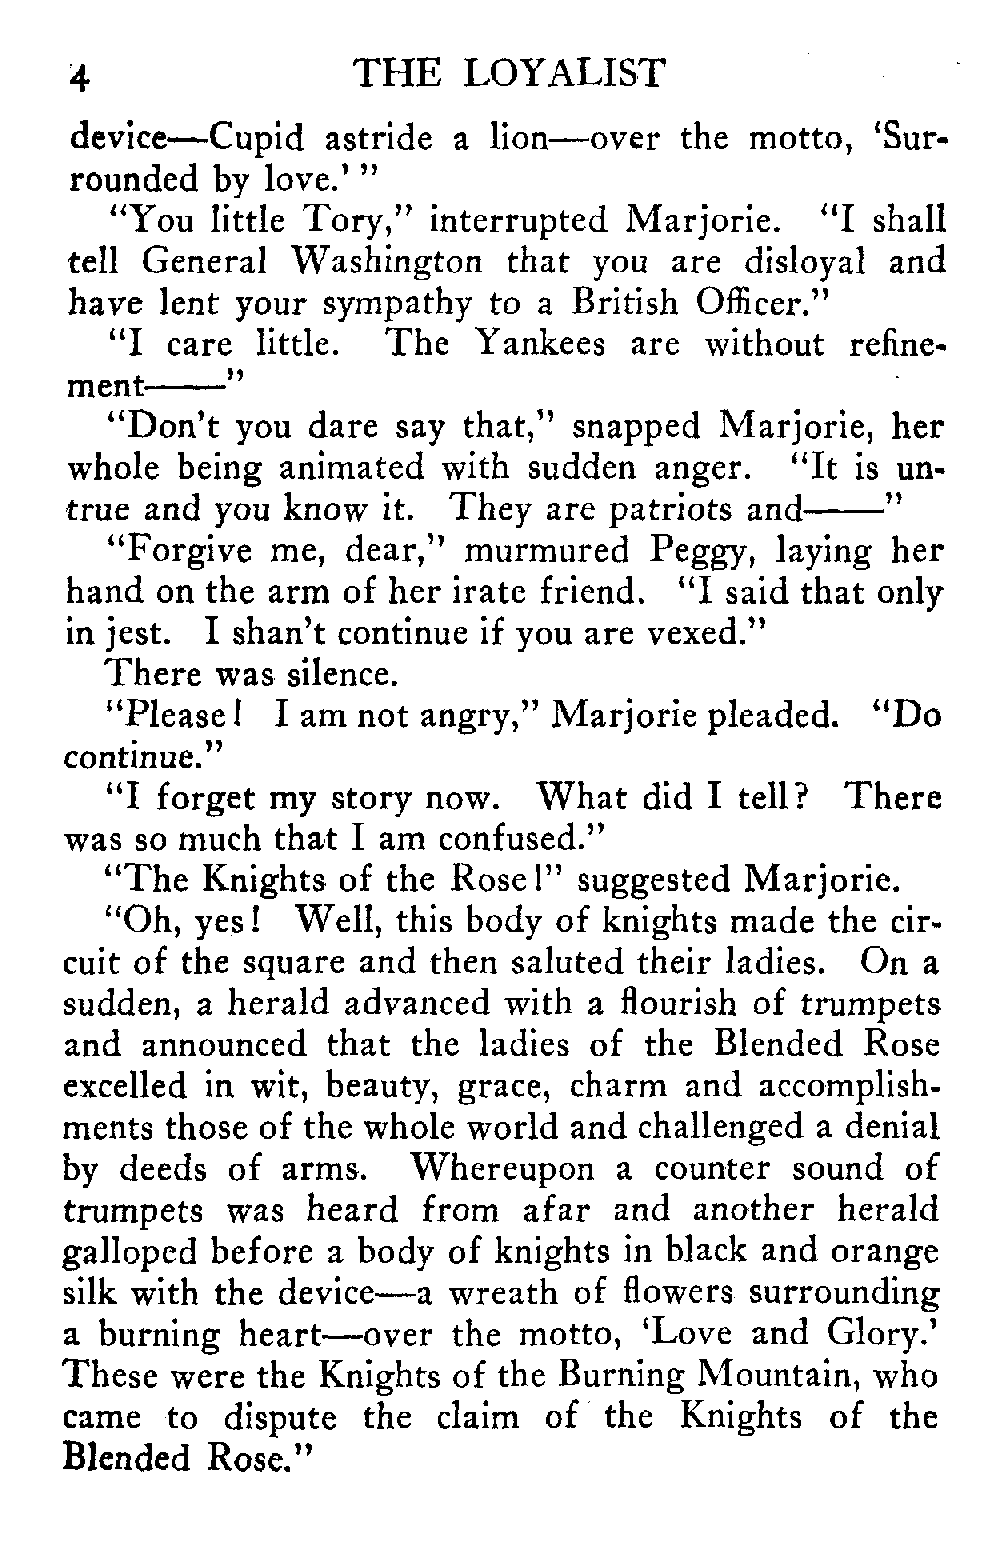 4 THE LOYALIST
device—Cupid astride a lion—over the motto, ‘Sur-
rounded by love.’ ”
“You little Tory,” interrupted Marjorie. “I shall
tell General Washington that you are disloyal and
have lent your sympathy to a British Officer.”
“I care little. The Yankees are without refine-
ment——”
“Don’t you dare say that,” snapped Marjorie, her
whole being animated with sudden anger. “It is un-
true and you know it. They are patriots and——”
“Forgive me, dear,” murmured Peggy, laying her
hand on the arm of her irate friend. “I said that only
in jest. I shan’t continue if you are vexed.”
There was silence.
“Please! I am not angry,” Marjorie pleaded. “Do
continue.”
“I forget my story now. What did I tell? There
was so much that I am confused.”
“The Knights of the Rose!” suggested Marjorie.
“Oh, yes! Well, this body of knights made the cir-
cuit of the square and then saluted their ladies. On a
sudden, a herald advanced with a flourish of trumpets
and announced that the ladies of the Blended Rose
excelled in wit, beauty, grace, charm and accomplish-
ments those of the whole world and challenged a denial
by deeds of arms. Whereupon a counter sound of
trumpets was heard from afar and another herald
galloped before a body of knights in black and orange
silk with the device—a wreath of flowers surrounding
a burning heart—over the motto, ‘Love and Glory.’
These were the Knights of the Burning Mountain, who
came to dispute the claim of the Knights of the
Blended Rose.”